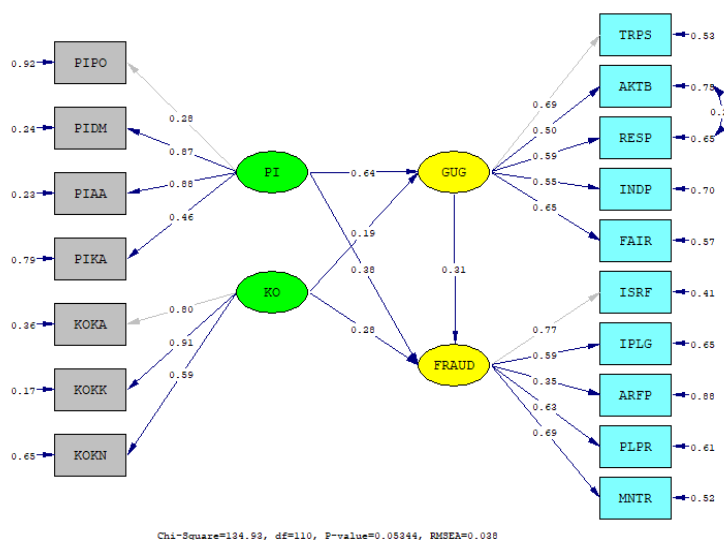 TRPS
0.53
PIPO
0.92
AKTB
0.75
0.69
0.28
0.50
PIDM
0.24
0.87
RESP
0.65
0.59
PI
GUG
0.64
PIAA
0.23
0.88
INDP
0.70
0.55
0.46
0.65
FAIR
0.57
0.19
PIKA
0.79
0.38
0.31
KO
ISRF
0.41
0.80
0.77
KOKA
0.36
0.28
0.91
0.59
IPLG
0.65
FRAUD
0.59
0.35
KOKK
0.17
ARFP
0.88
0.63
0.69
PLPR
0.61
KOKN
0.65
MNTR
0.52
Chi-Square=134.93, df=110, P-value=0.05344, RMSEA=0.038